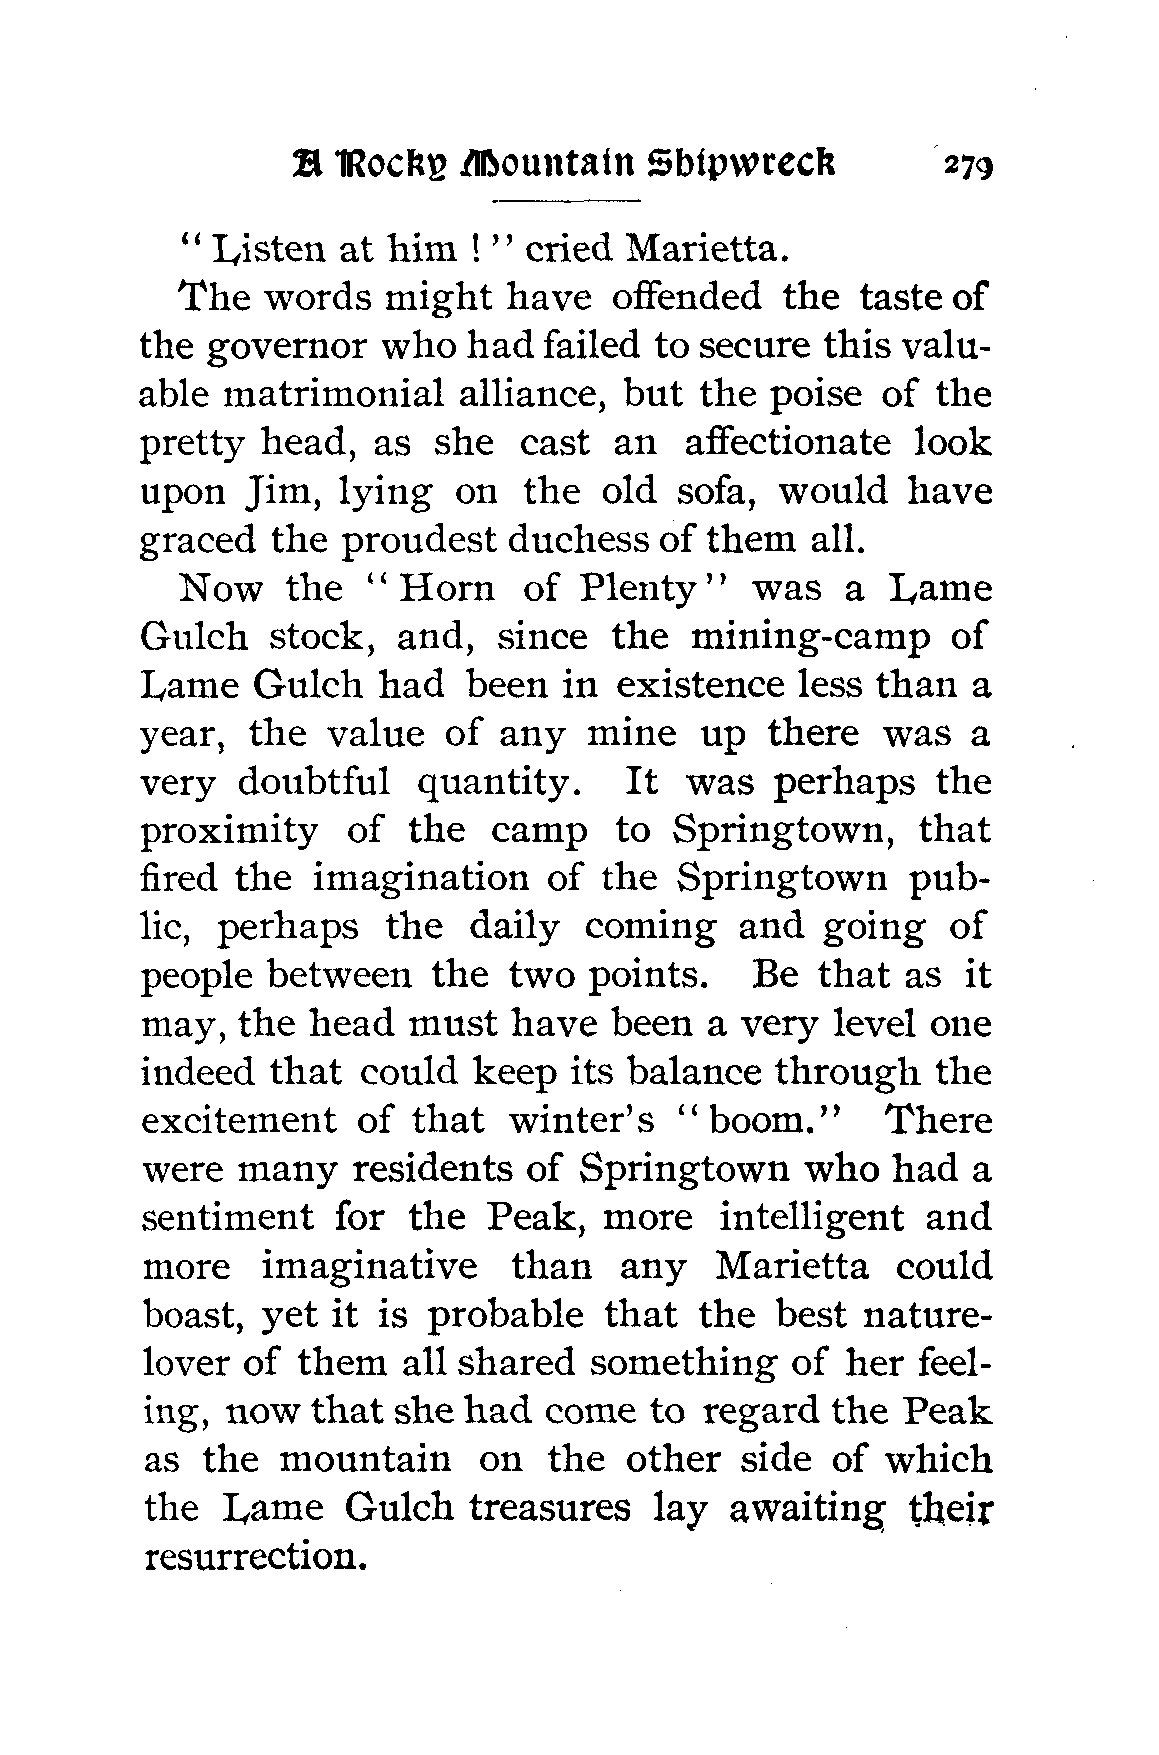 A Rocky Mountain Shipwreck 279
" Listen at him ! " cried Marietta.
The words might have offended the taste of
the governor who had failed to secure this valu-
able matrimonial alliance, but the poise of the
pretty head, as she cast an affectionate look
upon Jim, lying on the old sofa, would have
graced the proudest duchess of them all.
Now the " Horn of Plenty " was a Lame
Gulch stock, and, since the mining-camp of
Lame Gulch had been in existence less than a
year, the value of any mine up there was a
very doubtful quantity. It was perhaps the
proximity of the camp to Springtown, that
fired the imagination of the Springtown pub-
lic, perhaps the daily coming and going of
people between the two points. Be that as it
may, the head must have been a very level one
indeed that could keep its balance through the
excitement of that winter's " boom." There
were many residents of Springtown who had a
sentiment for the Peak, more intelligent and
more imaginative than any Marietta could
boast, yet it is probable that the best nature-
lover of them all shared something of her feel-
ing, now that she had come to regard the Peak
as the mountain on the other side of which
the Lame Gulch treasures lay awaiting their
resurrection.